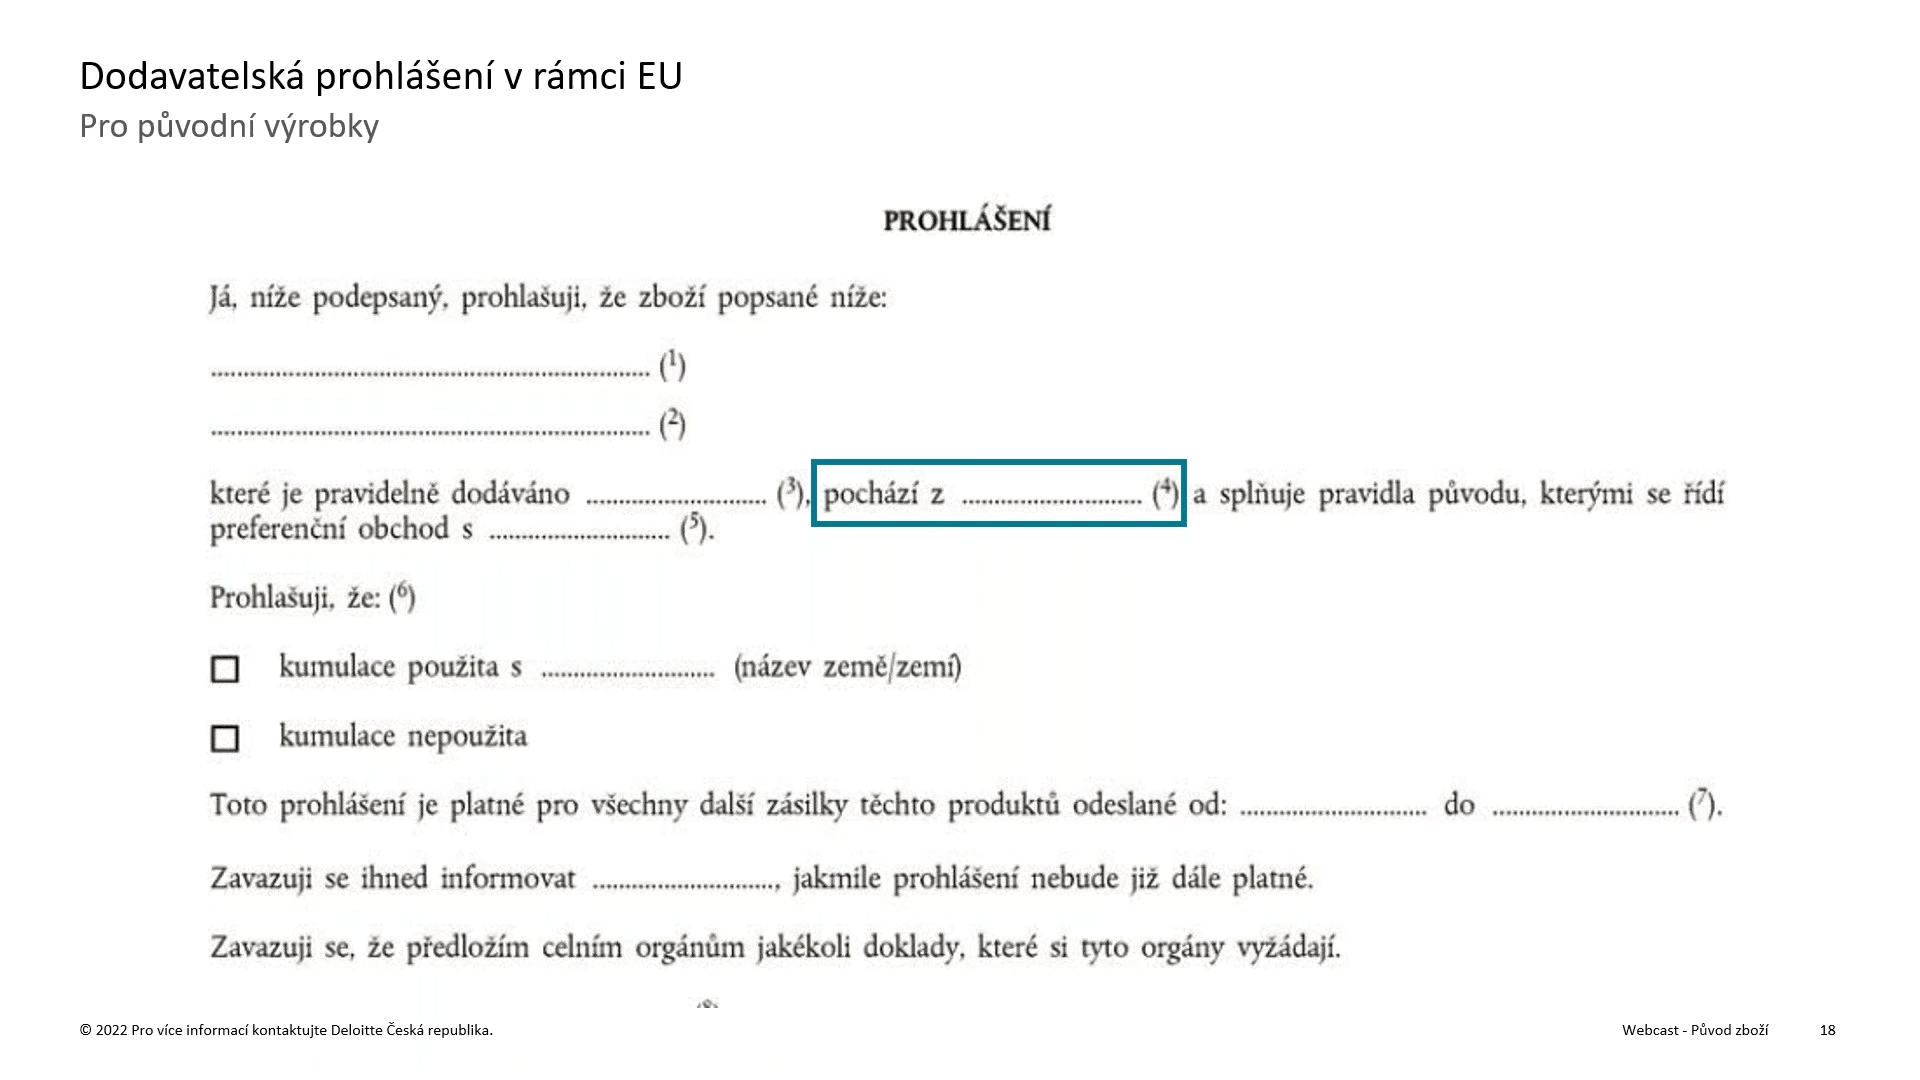 Dodavatelská prohlášení v rámci EU
Pro původní výrobky
PROHLÁŠENÍ
Já, níže podepsaný, prohlašuji, že zboží popsané níže:
.................................................................... (1)
.................................................................... (2)
které je pravidelně dodáváno ............................ (3), pochází z ............................ (4) a splňuje pravidla původu, kterými se řídí
preferenční obchod s ............................ (5).
Prohlašuji, že: (6)
☐ kumulace použita s ........................... (název země/zemí)
☐ kumulace nepoužita
Toto prohlášení je platné pro všechny další zásilky těchto produktů odeslané od: ............................. do ............................. (7).
Zavazuji se ihned informovat ............................, jakmile prohlášení nebude již dále platné.
Zavazuji se, že předložím celním orgánům jakékoli doklady, které si tyto orgány vyžádají.
© 2022 Pro více informací kontaktujte Deloitte Česká republika.
Webcast - Původ zboží 18